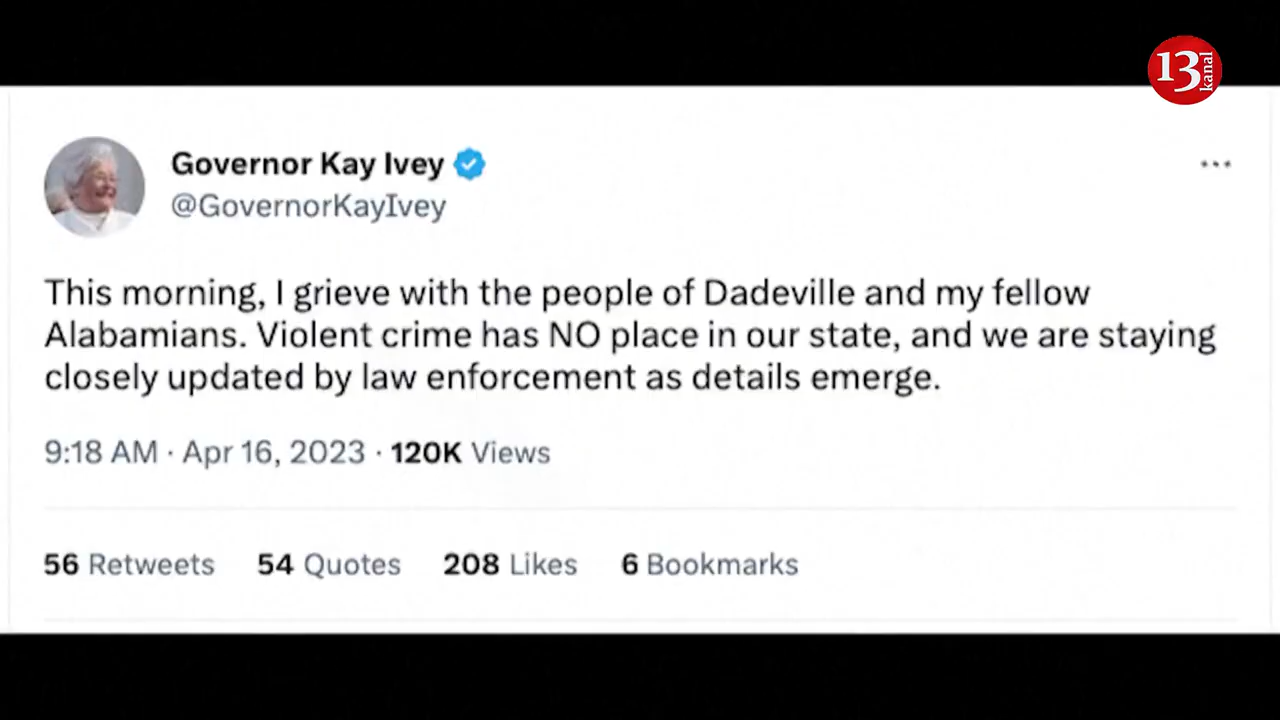 13 kanal
Governor Kay Ivey
@GovernorKayIvey
This morning, I grieve with the people of Dadeville and my fellow
Alabamians. Violent crime has NO place in our state, and we are staying
closely updated by law enforcement as details emerge.
9:18 AM · Apr 16, 2023 · 120K Views
56 Retweets 54 Quotes 208 Likes 6 Bookmarks